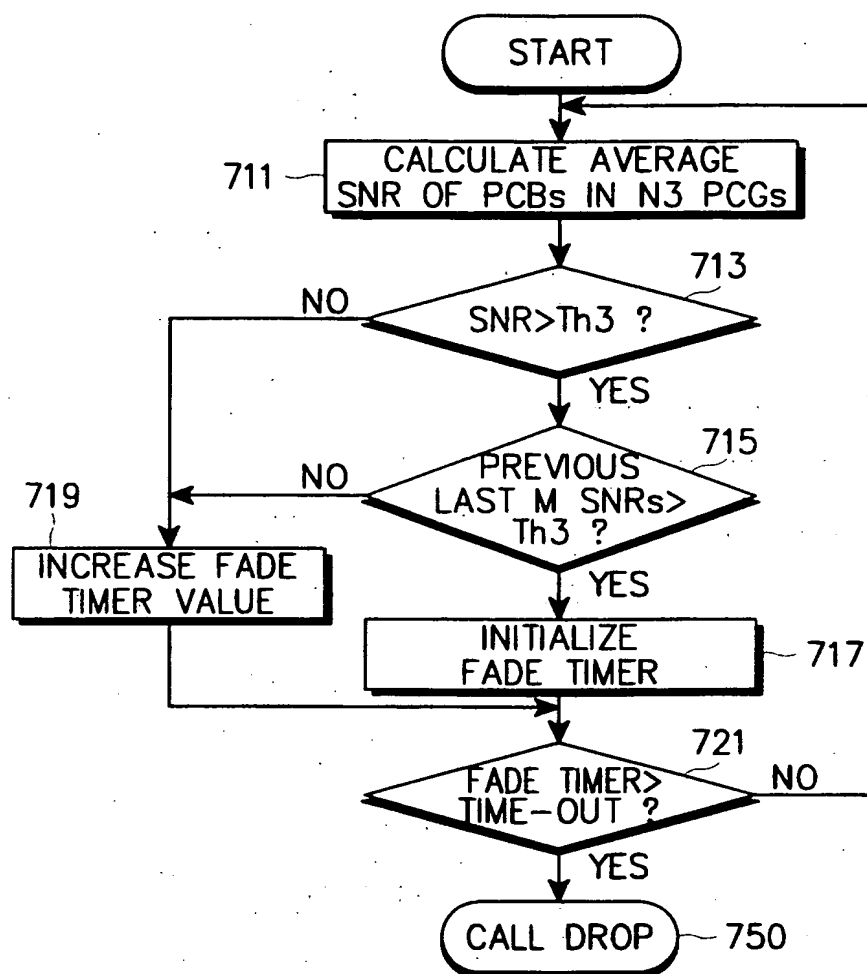 START
CALCULATE AVERAGE
SNR OF PCBs IN N3 PCGs
711
713
SNR>Th3 ?
NO
YES
715
PREVIOUS
LAST M SNRs>
Th3 ?
NO
YES
719
INCREASE FADE
TIMER VALUE
INITIALIZE
FADE TIMER
717
721
FADE TIMER>
TIME-OUT ?
NO
YES
CALL DROP
750